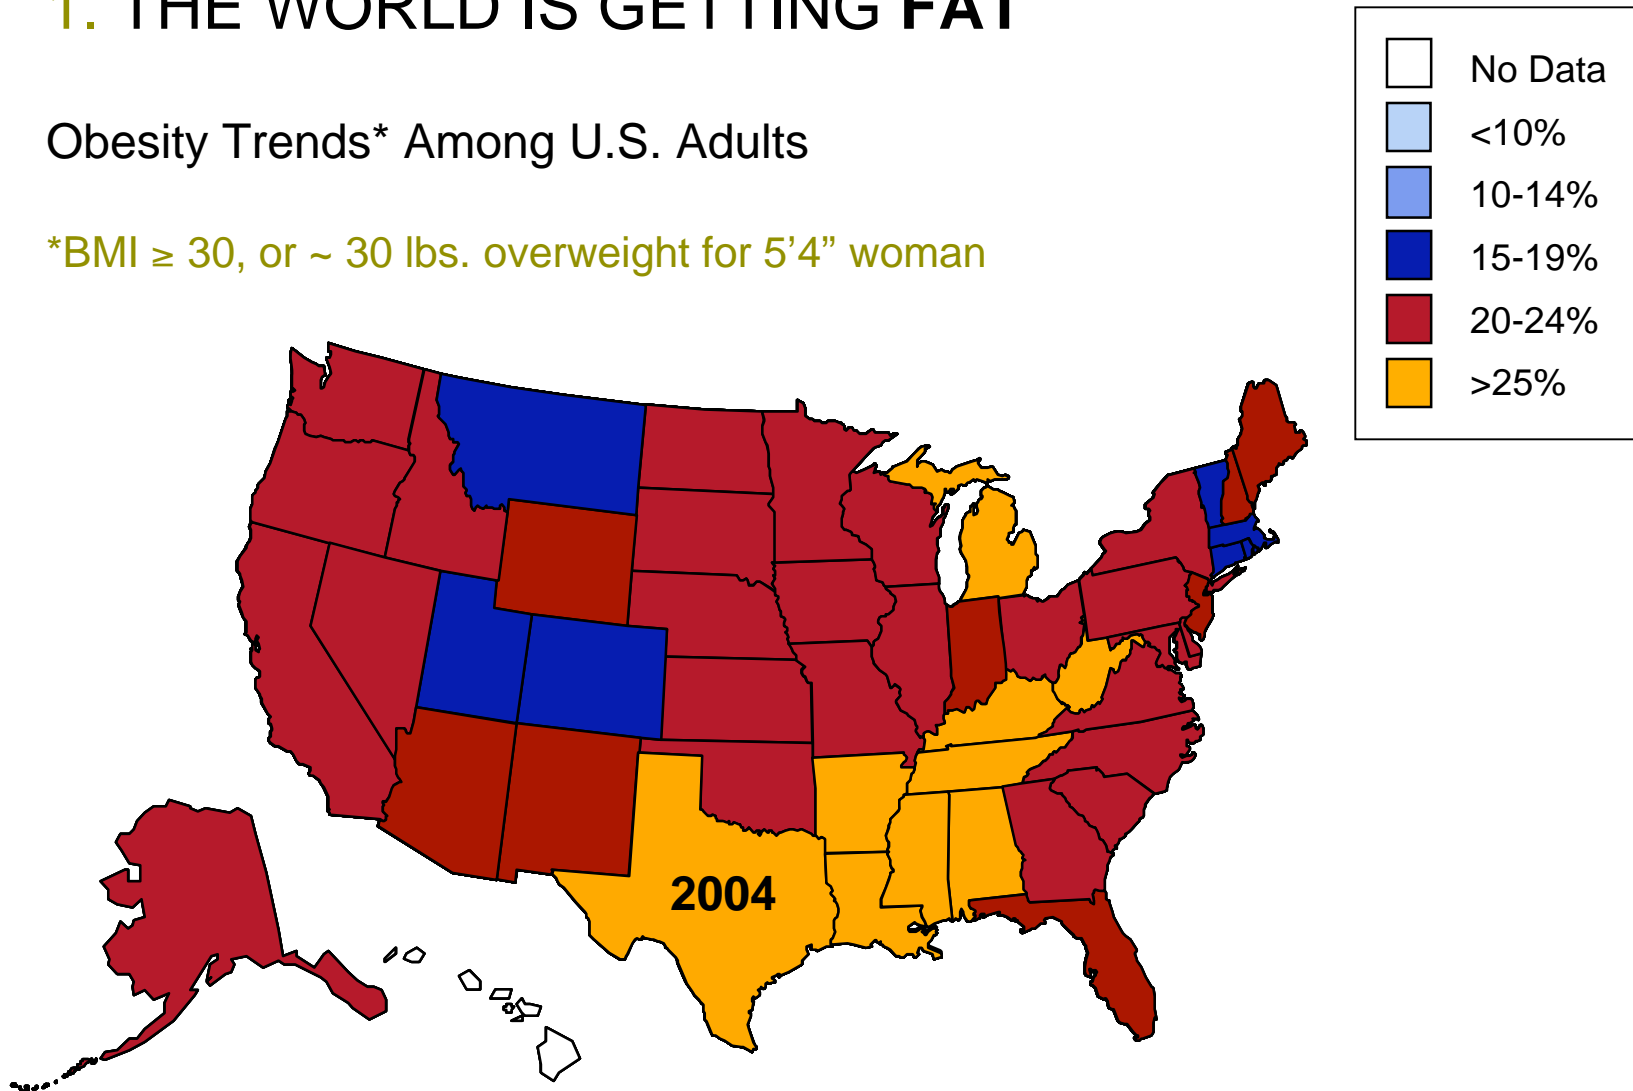 1. THE WORLD IS GETTING FAT
Obesity Trends* Among U.S. Adults
*BMI ≥ 30, or ~ 30 lbs. overweight for 5’4” woman
No Data
<10%
10-14%
15-19%
20-24%
>25%
2004